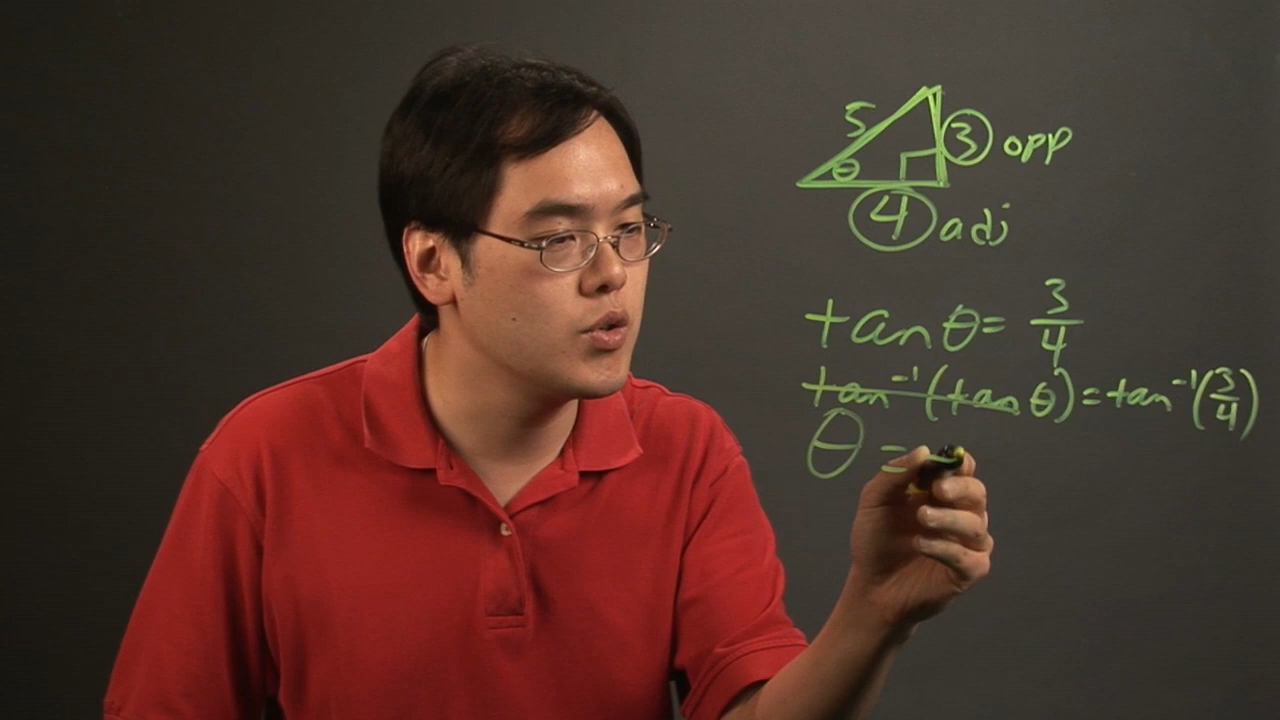 5 3 opp
θ
4 adj
tan θ = 3/4
tan⁻¹(tan θ) = tan⁻¹(3/4)
θ =